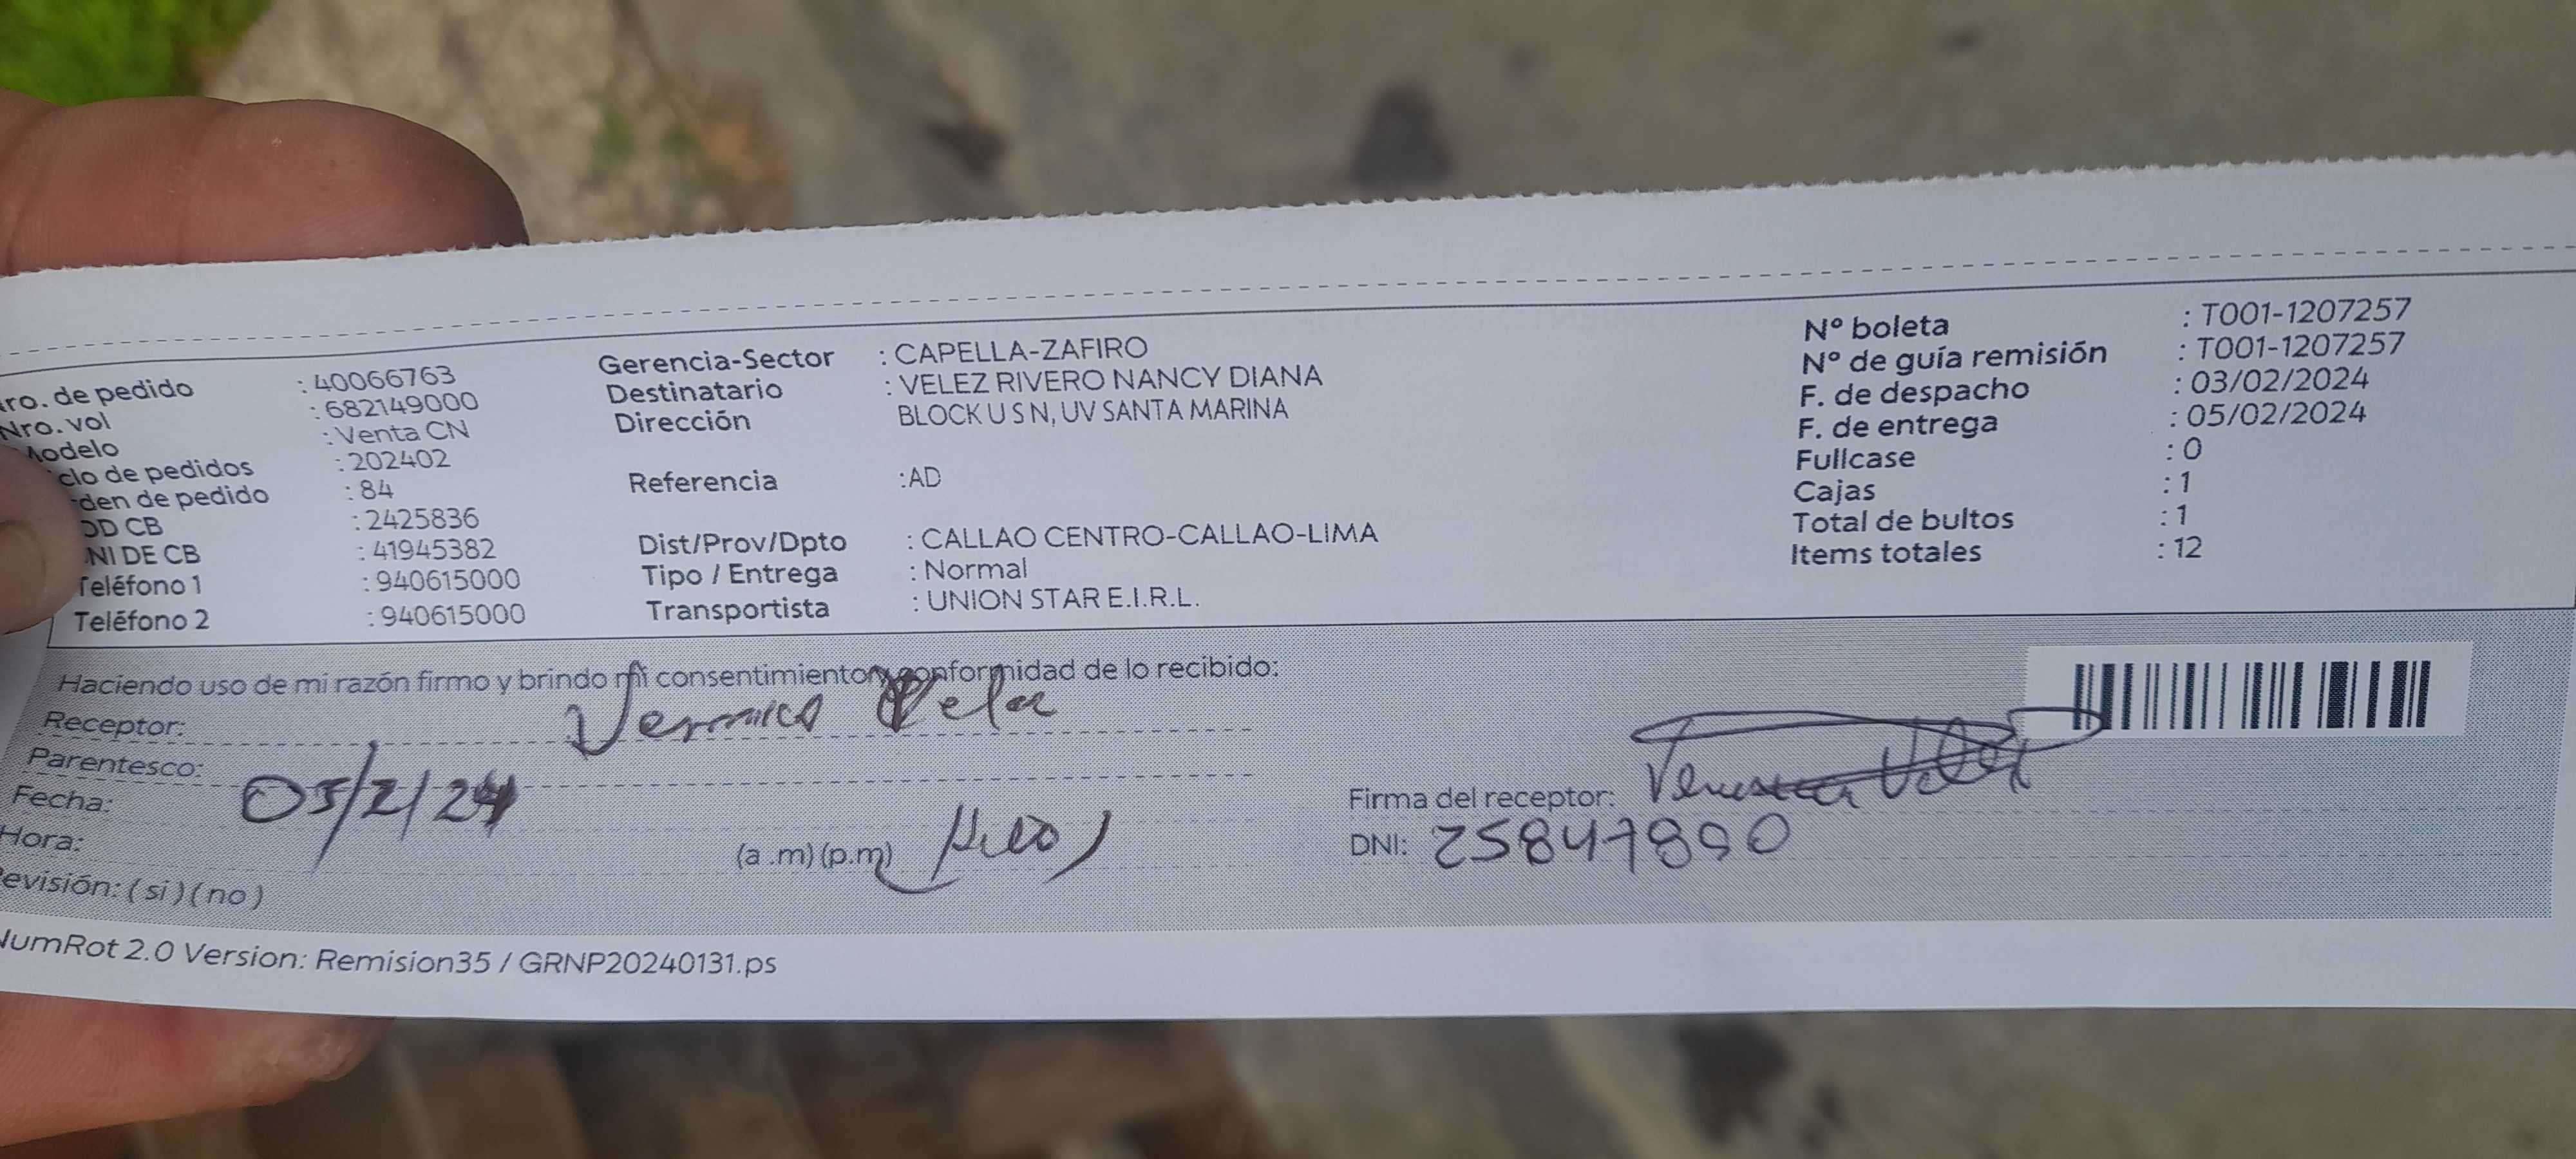 ro. de pedido : 40066763
Nro. vol : 682149000
Modelo : Venta CN
clo de pedidos : 202402
den de pedido : 84
OD CB : 2425836
NI DE CB : 41945382
Teléfono 1 : 940615000
Teléfono 2 : 940615000
Gerencia-Sector : CAPELLA-ZAFIRO
Destinatario : VELEZ RIVERO NANCY DIANA
Dirección BLOCK U S N, UV SANTA MARINA
Referencia : AD
Dist/Prov/Dpto : CALLAO CENTRO-CALLAO-LIMA
Tipo / Entrega : Normal
Transportista : UNION STAR E.I.R.L.
Nº boleta : T001-1207257
Nº de guía remisión : T001-1207257
F. de despacho : 03/02/2024
F. de entrega : 05/02/2024
Fullcase : 0
Cajas : 1
Total de bultos : 1
Items totales : 12
Haciendo uso de mi razón firmo y brindo mi consentimiento y conformidad de lo recibido:
Receptor:
Parentesco:
Fecha: 05/2/24
Hora: (a .m) (p.m)
evisión: ( si ) ( no )
Firma del receptor:
DNI: 25847890
NumRot 2.0 Version: Remision35 / GRNP20240131.ps